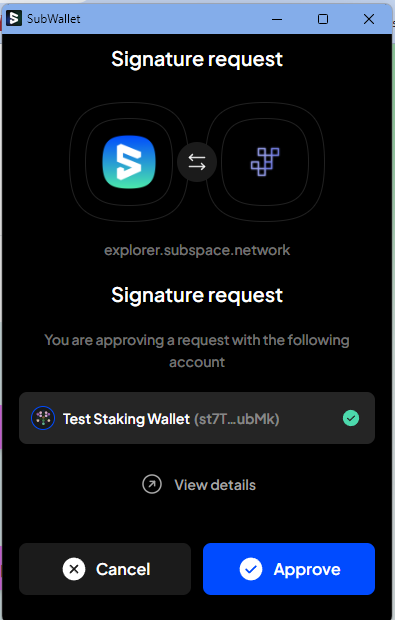 SubWallet
Signature request
explorer.subspace.network
Signature request
You are approving a request with the following
account
Test Staking Wallet (st7T...ubMk)
View details
Cancel
Approve